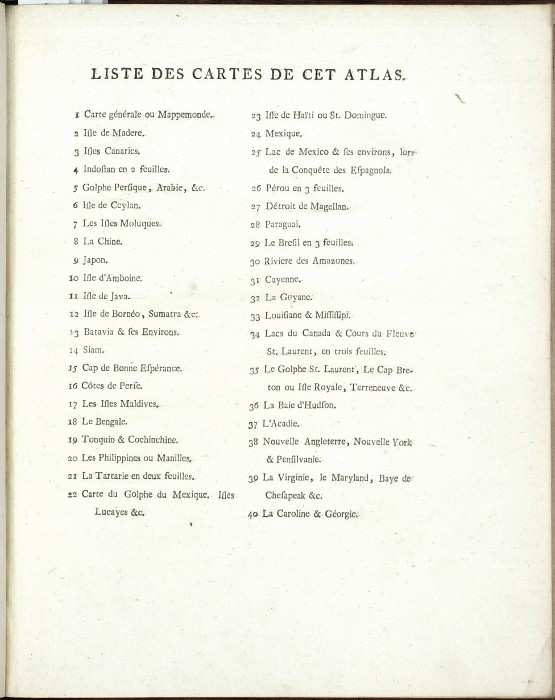 LISTE DES CARTES DE CET ATLAS.
1 Carte générale ou Mappemonde.
2 Iſle de Madere.
3 Iſles Canaries.
4 Indoſtan en 2 feuilles.
5 Golphe Perſique, Arabie, &c.
6 Iſle de Ceylan.
7 Les Iſles Moluques.
8 La Chine.
9 Japon.
10 Iſle d'Amboine.
11 Iſle de Java.
12 Iſle de Bornéo, Sumatra &c.
13 Batavia & ſes Environs.
14 Siam.
15 Cap de Bonne Eſpérance.
16 Côtes de Perſe.
17 Les Iſles Maldives.
18 Le Bengale.
19 Tonquin & Cochinchine.
20 Les Philippines ou Manilles.
21 La Tartarie en deux feuilles.
22 Carte du Golphe du Mexique, Iſles
Lucayes &c.
23 Iſle de Haïti ou St. Domingue.
24 Mexique.
25 Lac de Mexico & ſes environs, lors
de la Conquête des Eſpagnols.
26 Pérou en 3 feuilles.
27 Détroit de Magellan.
28 Paraguai.
29 Le Breſil en 3 feuilles.
30 Riviere des Amazones.
31 Cayenne.
32 La Guyane.
33 Louiſiane & Miſſiſſipi.
34 Lacs du Canada & Cours du Fleuve
St. Laurent, en trois feuilles.
35 Le Golphe St. Laurent, Le Cap Bre-
ton ou Iſle Royale, Terreneuve &c.
36 La Baie d'Hudſon.
37 L'Acadie.
38 Nouvelle Angleterre, Nouvelle York
& Penſilvanie.
39 La Virginie, le Maryland, Baye de
Cheſapeak &c.
40 La Caroline & Géorgie.